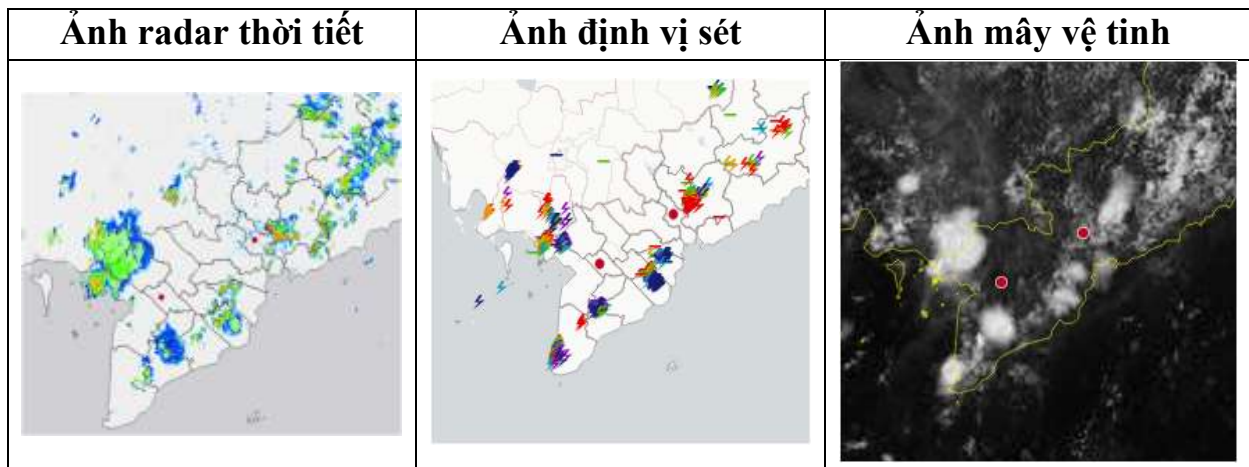 Ảnh radar thời tiết
Ảnh định vị sét
Ảnh mây vệ tinh